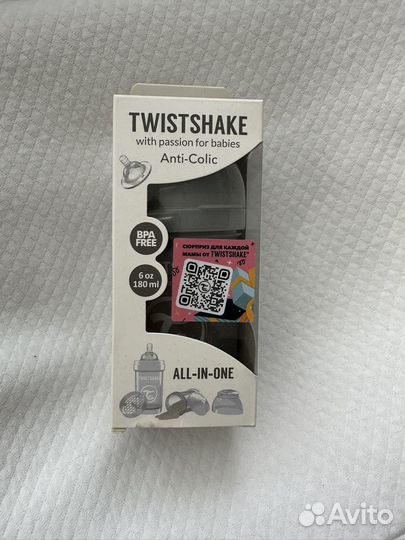 TWISTSHAKE
with passion for babies
Anti-Colic
BPA
FREE
6 oz
180 ml
СЮРПРИЗ ДЛЯ КАЖДОЙ
МАМЫ ОТ TWISTSHAKE®
ALL-IN-ONE
Avito